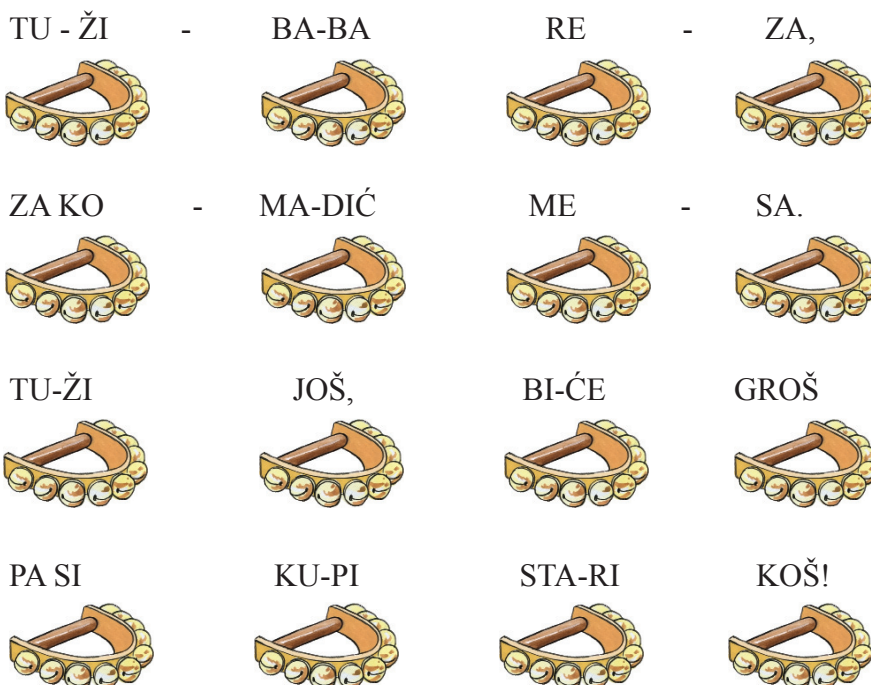 TU - ŽI - BA-BA RE - ZA,
ZA KO - MA-DIĆ ME - SA.
TU-ŽI JOŠ, BI-ĆE GROŠ
PA SI KU-PI STA-RI KOŠ!